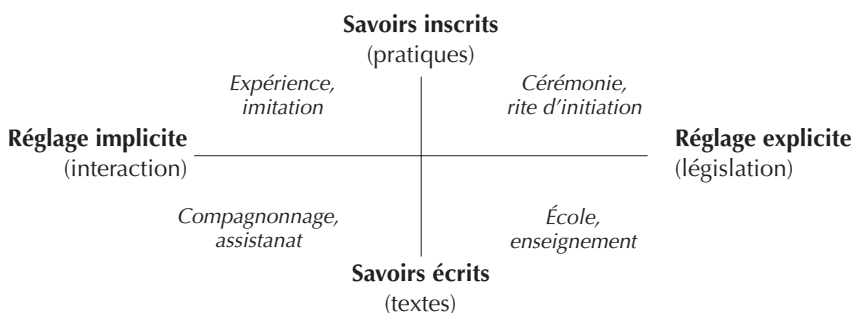 Savoirs inscrits
(pratiques)
Expérience,
imitation
Cérémonie,
rite d'initiation
Réglage implicite
(interaction)
Réglage explicite
(législation)
Compagnonnage,
assistanat
École,
enseignement
Savoirs écrits
(textes)